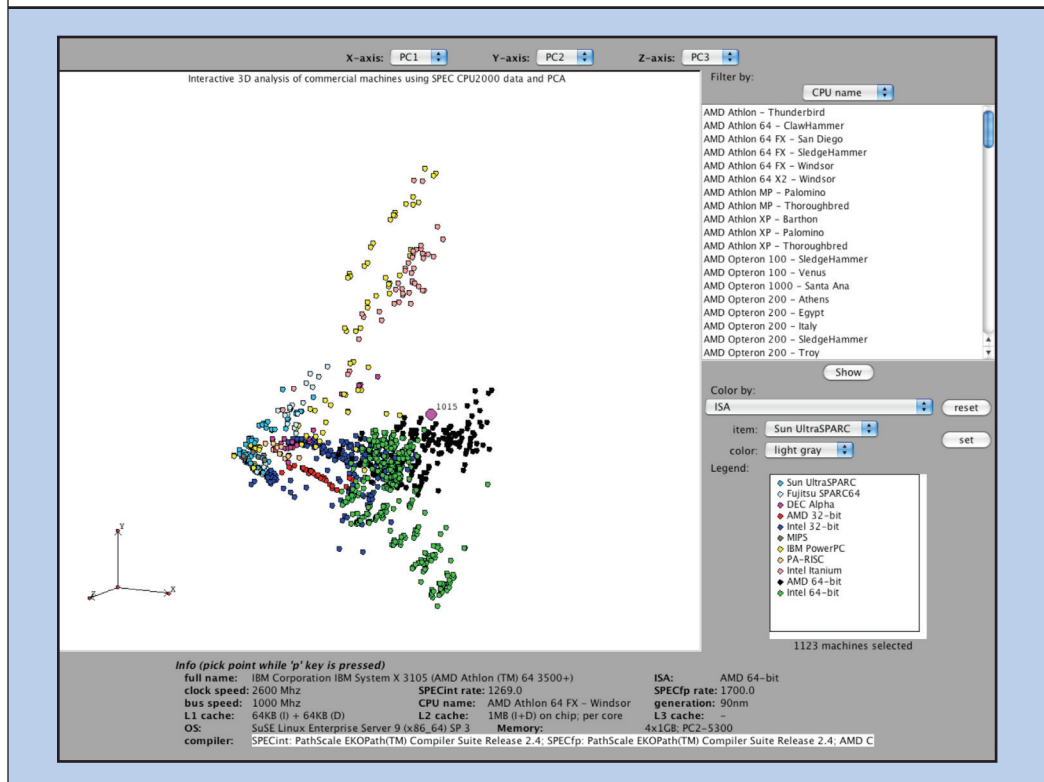 X-axis: PC1 Y-axis: PC2 Z-axis: PC3
Interactive 3D analysis of commercial machines using SPEC CPU2000 data and PCA
Filter by:
CPU name
AMD Athlon - Thunderbird
AMD Athlon 64 - ClawHammer
AMD Athlon 64 FX - San Diego
AMD Athlon 64 FX - SledgeHammer
AMD Athlon 64 FX - Windsor
AMD Athlon 64 X2 - Windsor
AMD Athlon MP - Palomino
AMD Athlon MP - Thoroughbred
AMD Athlon XP - Barthon
AMD Athlon XP - Palomino
AMD Athlon XP - Thoroughbred
AMD Opteron 100 - SledgeHammer
AMD Opteron 100 - Venus
AMD Opteron 1000 - Santa Ana
AMD Opteron 200 - Athens
AMD Opteron 200 - Egypt
AMD Opteron 200 - Italy
AMD Opteron 200 - SledgeHammer
AMD Opteron 200 - Troy
Show
Color by:
ISA reset
item: Sun UltraSPARC
set
color: light gray
Legend:
Sun UltraSPARC
Fujitsu SPARC64
DEC Alpha
AMD 32-bit
Intel 32-bit
MIPS
IBM PowerPC
PA-RISC
Intel Itanium
AMD 64-bit
Intel 64-bit
1123 machines selected
1015
Y
Z
X
Info (pick point while 'p' key is pressed)
full name: IBM Corporation IBM System X 3105 (AMD Athlon (TM) 64 3500+) ISA: AMD 64-bit
clock speed: 2600 Mhz SPECint rate: 1269.0 SPECfp rate: 1700.0
bus speed: 1000 Mhz CPU name: AMD Athlon 64 FX - Windsor generation: 90nm
L1 cache: 64KB (I) + 64KB (D) L2 cache: 1MB (I+D) on chip; per core L3 cache: -
OS: SuSE Linux Enterprise Server 9 (x86_64) SP 3 Memory: 4x1GB; PC2-5300
compiler: SPECint: PathScale EKOPath(TM) Compiler Suite Release 2.4; SPECfp: PathScale EKOPath(TM) Compiler Suite Release 2.4; AMD C